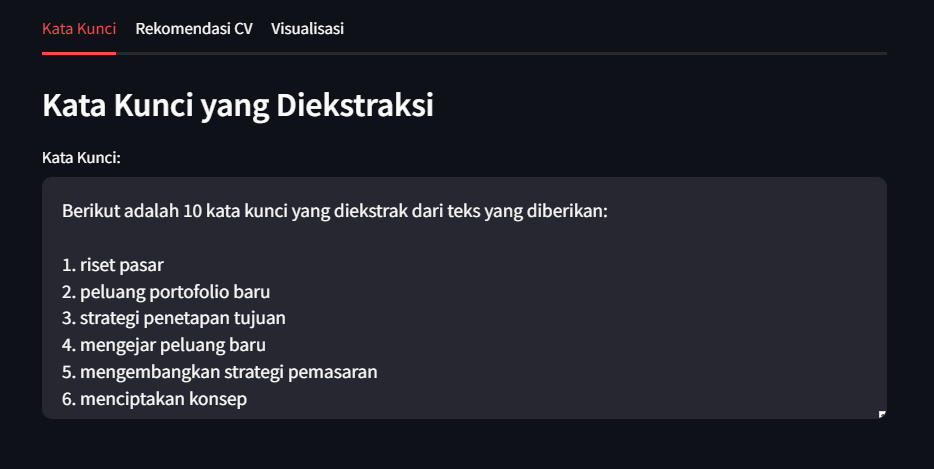 Kata Kunci Rekomendasi CV Visualisasi
Kata Kunci yang Diekstraksi
Kata Kunci:
Berikut adalah 10 kata kunci yang diekstrak dari teks yang diberikan:
1. riset pasar
2. peluang portofolio baru
3. strategi penetapan tujuan
4. mengejar peluang baru
5. mengembangkan strategi pemasaran
6. menciptakan konsep